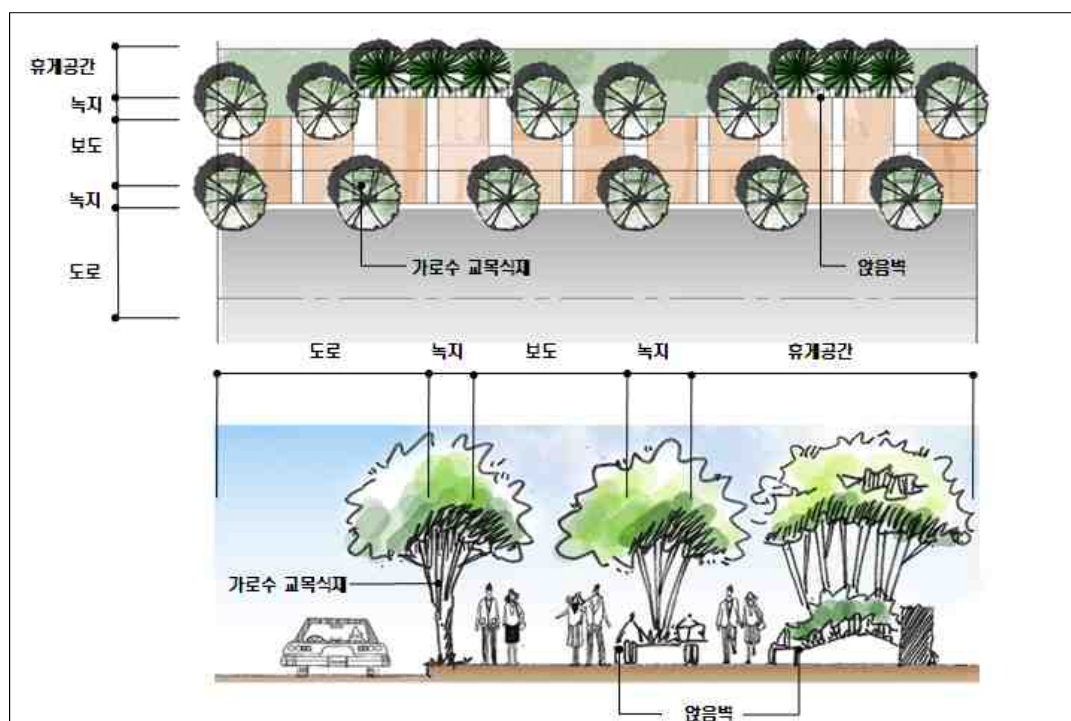 휴게공간
녹지
보도
녹지
도로
가로수 교목식재
앉음벽
도로 녹지 보도 녹지 휴게공간
가로수 교목식재
앉음벽